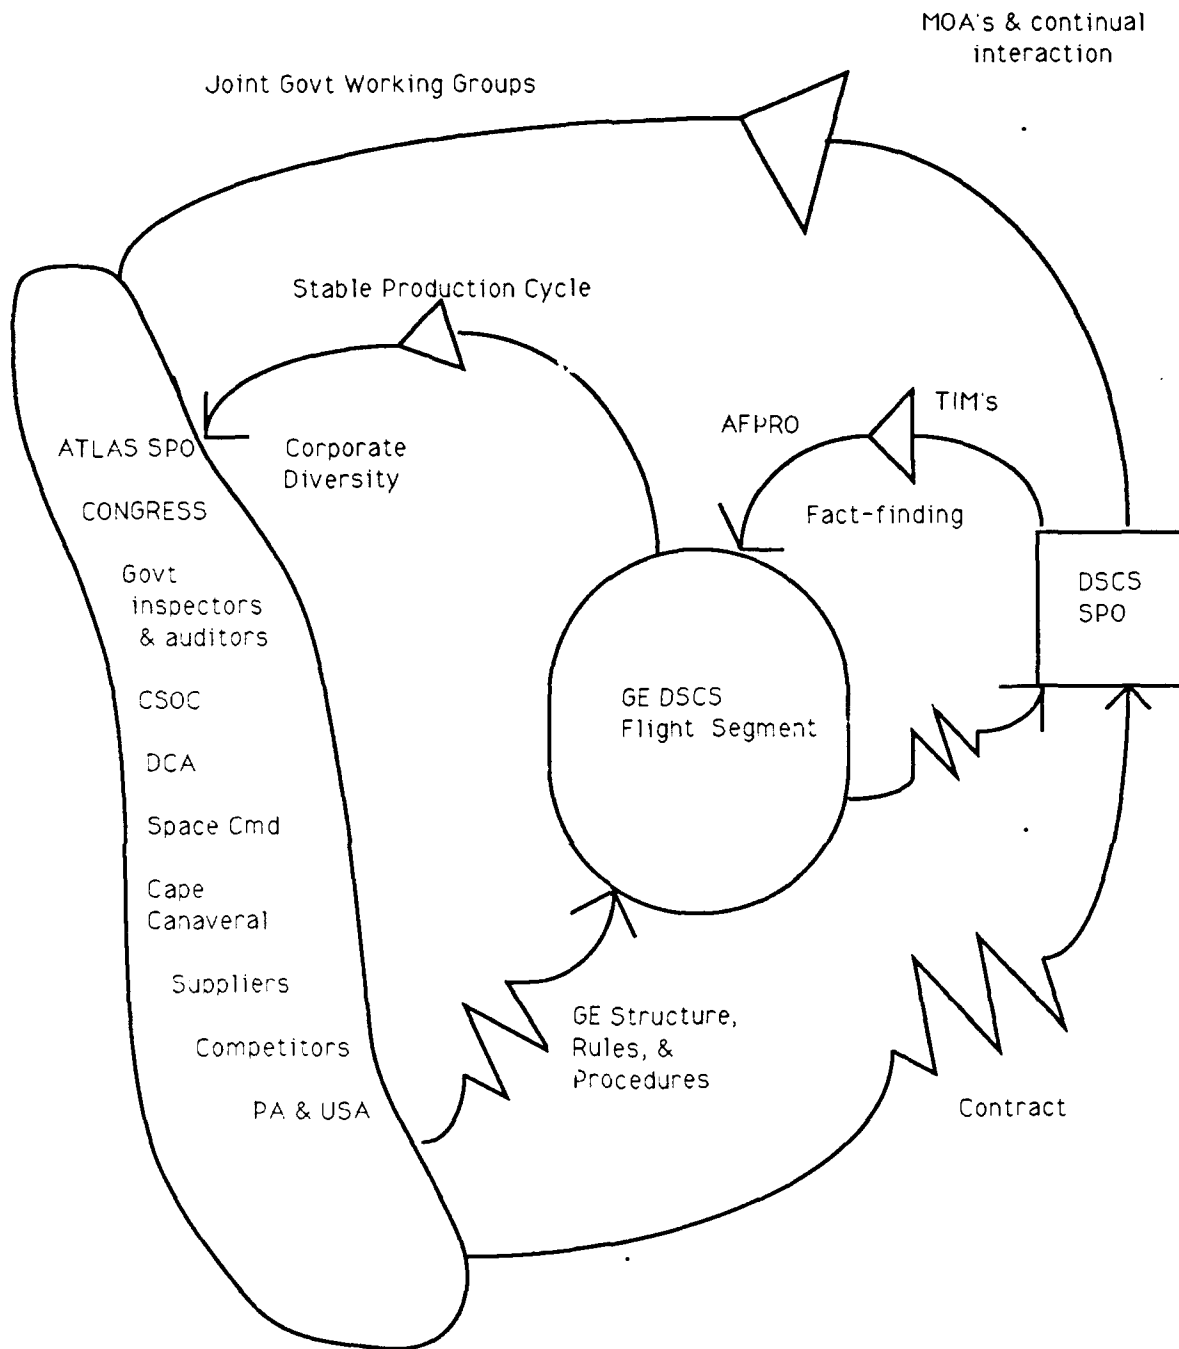 MOA's & continual
interaction
Joint Govt Working Groups
Stable Production Cycle
TIM's
AFPRO
ATLAS SPO
Corporate
Diversity
CONGRESS
Fact-finding
Govt
inspectors
& auditors
DSCS
SPO
CSOC
GE DSCS
Flight Segment
DCA
Space Cmd
Cape
Canaveral
Suppliers
GE Structure,
Rules, &
Procedures
Competitors
PA & USA
Contract